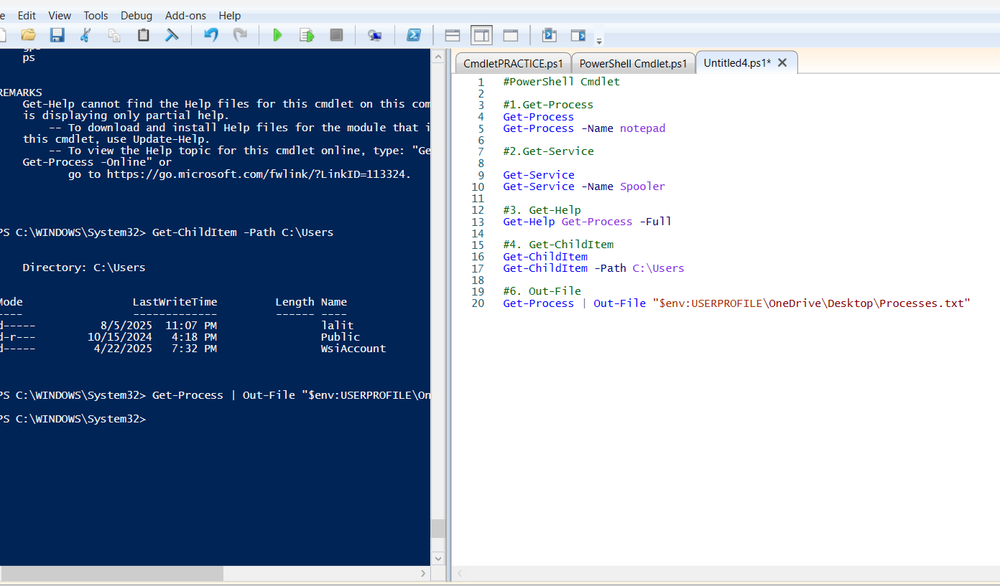 Edit View Tools Debug Add-ons Help
ps
REMARKS
Get-Help cannot find the Help files for this cmdlet on this com
is displaying only partial help.
-- To download and install Help files for the module that i
this cmdlet, use Update-Help.
-- To view the Help topic for this cmdlet online, type: "Ge
Get-Process -Online" or
go to https://go.microsoft.com/fwlink/?LinkID=113324.
PS C:\WINDOWS\System32> Get-ChildItem -Path C:\Users
Directory: C:\Users
Mode LastWriteTime Length Name
---- ------------- ------ ----
d----- 8/5/2025 11:07 PM lalit
d-r--- 10/15/2024 4:18 PM Public
d----- 4/22/2025 7:32 PM WsiAccount
PS C:\WINDOWS\System32> Get-Process | Out-File "$env:USERPROFILE\On
PS C:\WINDOWS\System32>
CmdletPRACTICE.ps1 PowerShell Cmdlet.ps1 Untitled4.ps1*
1 #PowerShell Cmdlet
2
3 #1.Get-Process
4 Get-Process
5 Get-Process -Name notepad
6
7 #2.Get-Service
8
9 Get-Service
10 Get-Service -Name Spooler
11
12 #3. Get-Help
13 Get-Help Get-Process -Full
14
15 #4. Get-ChildItem
16 Get-ChildItem
17 Get-ChildItem -Path C:\Users
18
19 #6. Out-File
20 Get-Process | Out-File "$env:USERPROFILE\OneDrive\Desktop\Processes.txt"